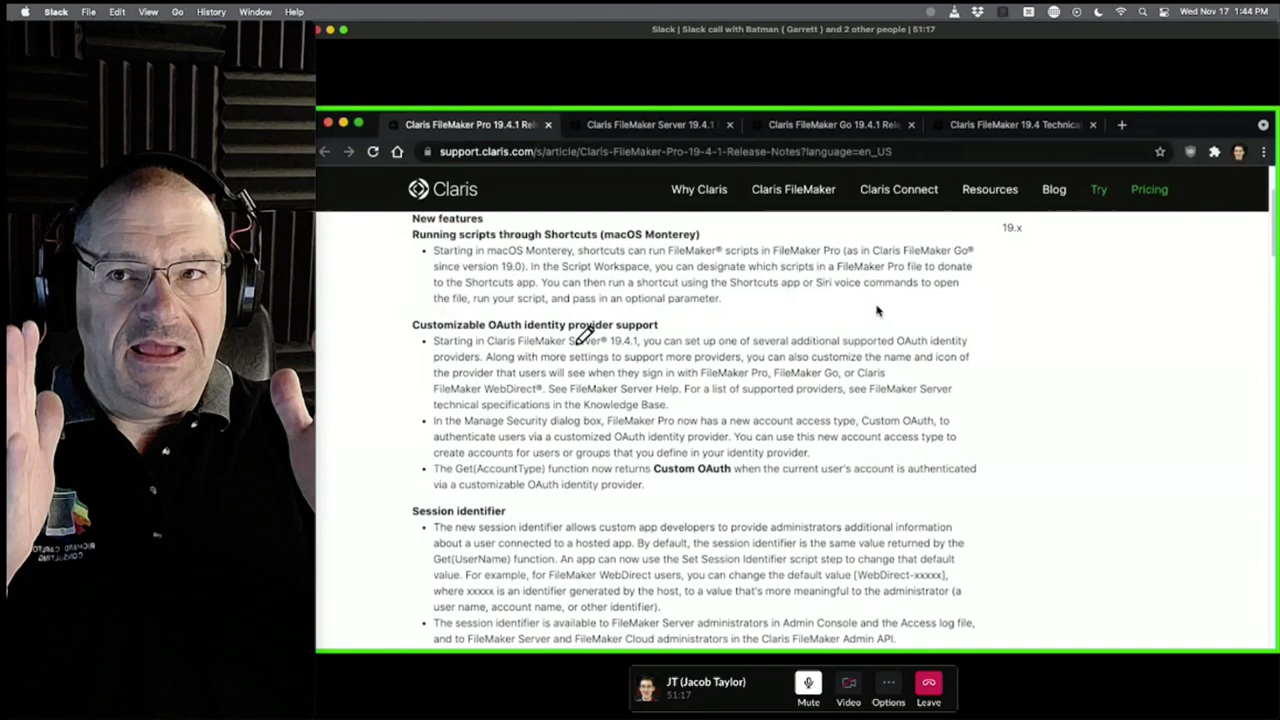 Slack File Edit View Go History Window Help Wed Nov 17 1:44 PM
Slack | Slack call with Batman ( Garrett ) and 2 other people | 51:17
Claris FileMaker Pro 19.4.1 Rel Claris FileMaker Server 19.4.1 Claris FileMaker Go 19.4.1 Rele Claris FileMaker 19.4 Technica
support.claris.com/s/article/Claris-FileMaker-Pro-19-4-1-Release-Notes?language=en_US
Claris Why Claris Claris FileMaker Claris Connect Resources Blog Try Pricing
New features
19.x
Running scripts through Shortcuts (macOS Monterey)
• Starting in macOS Monterey, shortcuts can run FileMaker® scripts in FileMaker Pro (as in Claris FileMaker Go®
since version 19.0). In the Script Workspace, you can designate which scripts in a FileMaker Pro file to donate
to the Shortcuts app. You can then run a shortcut using the Shortcuts app or Siri voice commands to open
the file, run your script, and pass in an optional parameter.
Customizable OAuth identity provider support
• Starting in Claris FileMaker Server® 19.4.1, you can set up one of several additional supported OAuth identity
providers. Along with more settings to support more providers, you can also customize the name and icon of
the provider that users will see when they sign in with FileMaker Pro, FileMaker Go, or Claris
FileMaker WebDirect®. See FileMaker Server Help. For a list of supported providers, see FileMaker Server
technical specifications in the Knowledge Base.
• In the Manage Security dialog box, FileMaker Pro now has a new account access type, Custom OAuth, to
authenticate users via a customized OAuth identity provider. You can use this new account access type to
create accounts for users or groups that you define in your identity provider.
• The Get(AccountType) function now returns Custom OAuth when the current user's account is authenticated
via a customizable OAuth identity provider.
Session identifier
• The new session identifier allows custom app developers to provide administrators additional information
about a user connected to a hosted app. By default, the session identifier is the same value returned by the
Get(UserName) function. An app can now use the Set Session Identifier script step to change that default
value. For example, for FileMaker WebDirect users, you can change the default value [WebDirect-xxxxx],
where xxxxx is an identifier generated by the host, to a value that's more meaningful to the administrator (a
user name, account name, or other identifier).
• The session identifier is available to FileMaker Server administrators in Admin Console and the Access log file,
and to FileMaker Server and FileMaker Cloud administrators in the Claris FileMaker Admin API.
RICHARD CARLTON
CONSULTING
JT (Jacob Taylor)
51:17
Mute Video Options Leave